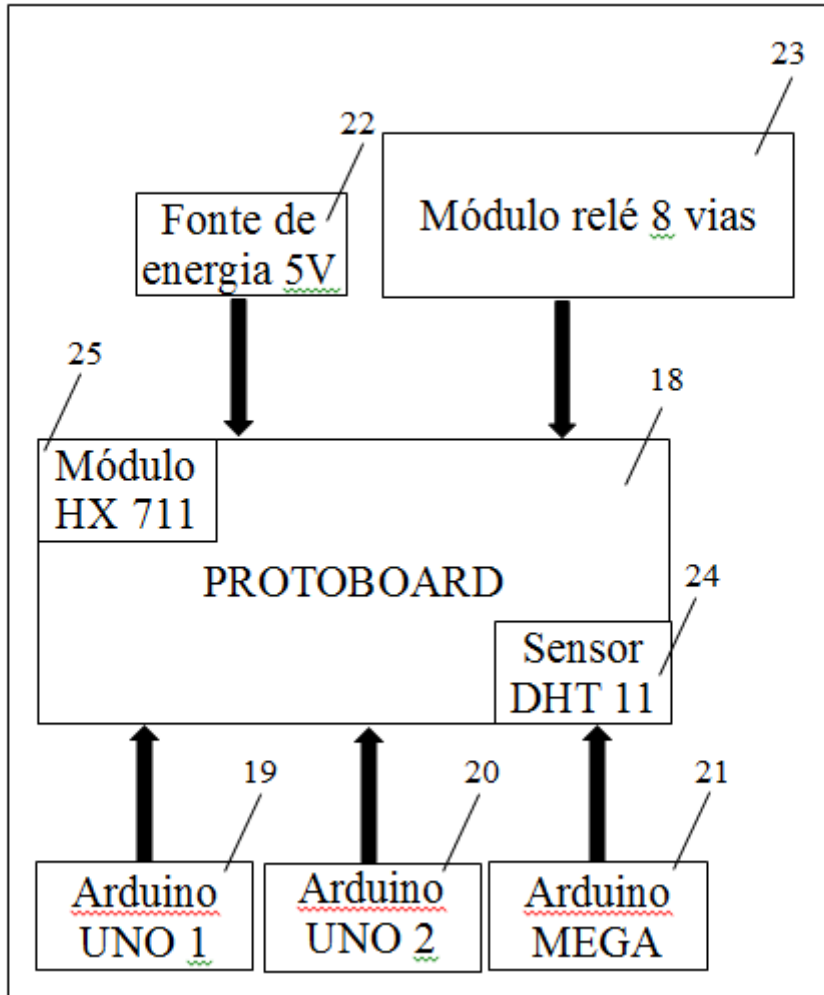 23
22
Fonte de
energia 5V
Módulo relé 8 vias
25
18
Módulo
HX 711
PROTOBOARD
24
Sensor
DHT 11
19
20
21
Arduino
UNO 1
Arduino
UNO 2
Arduino
MEGA